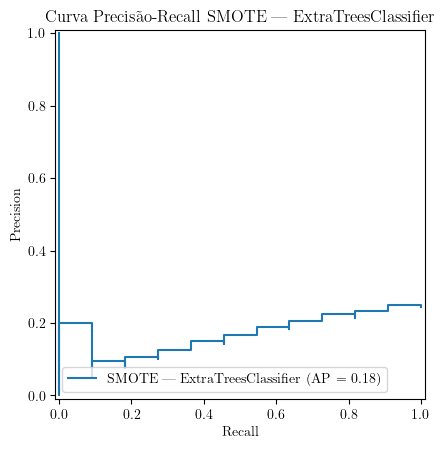 Curva Precisão-Recall SMOTE — ExtraTreesClassifier
1.0
0.8
0.6
0.4
0.2
0.0
Precision
SMOTE — ExtraTreesClassifier (AP = 0.18)
0.0 0.2 0.4 0.6 0.8 1.0
Recall